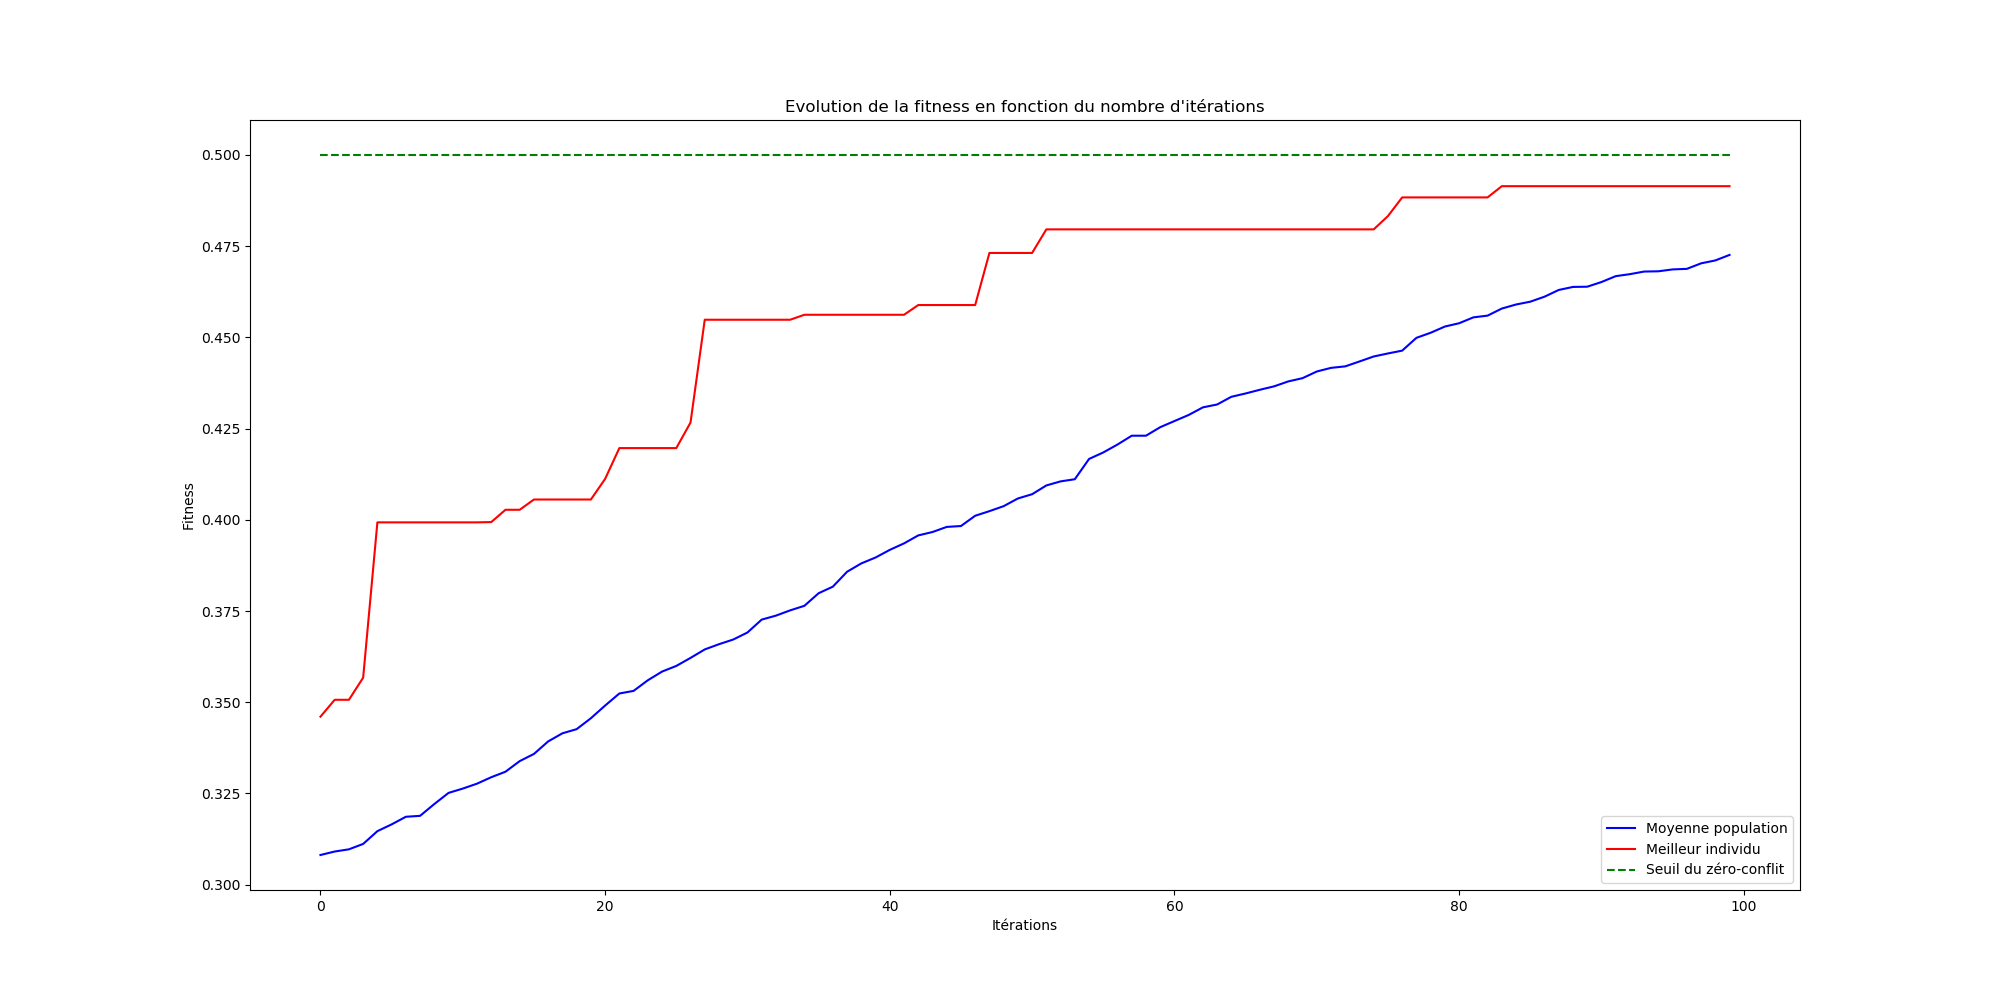 Evolution de la fitness en fonction du nombre d'itérations
0.500
0.475
0.450
0.425
0.400
0.375
0.350
0.325
0.300
Fitness
0 20 40 60 80 100
Itérations
Moyenne population
Meilleur individu
Seuil du zéro-conflit